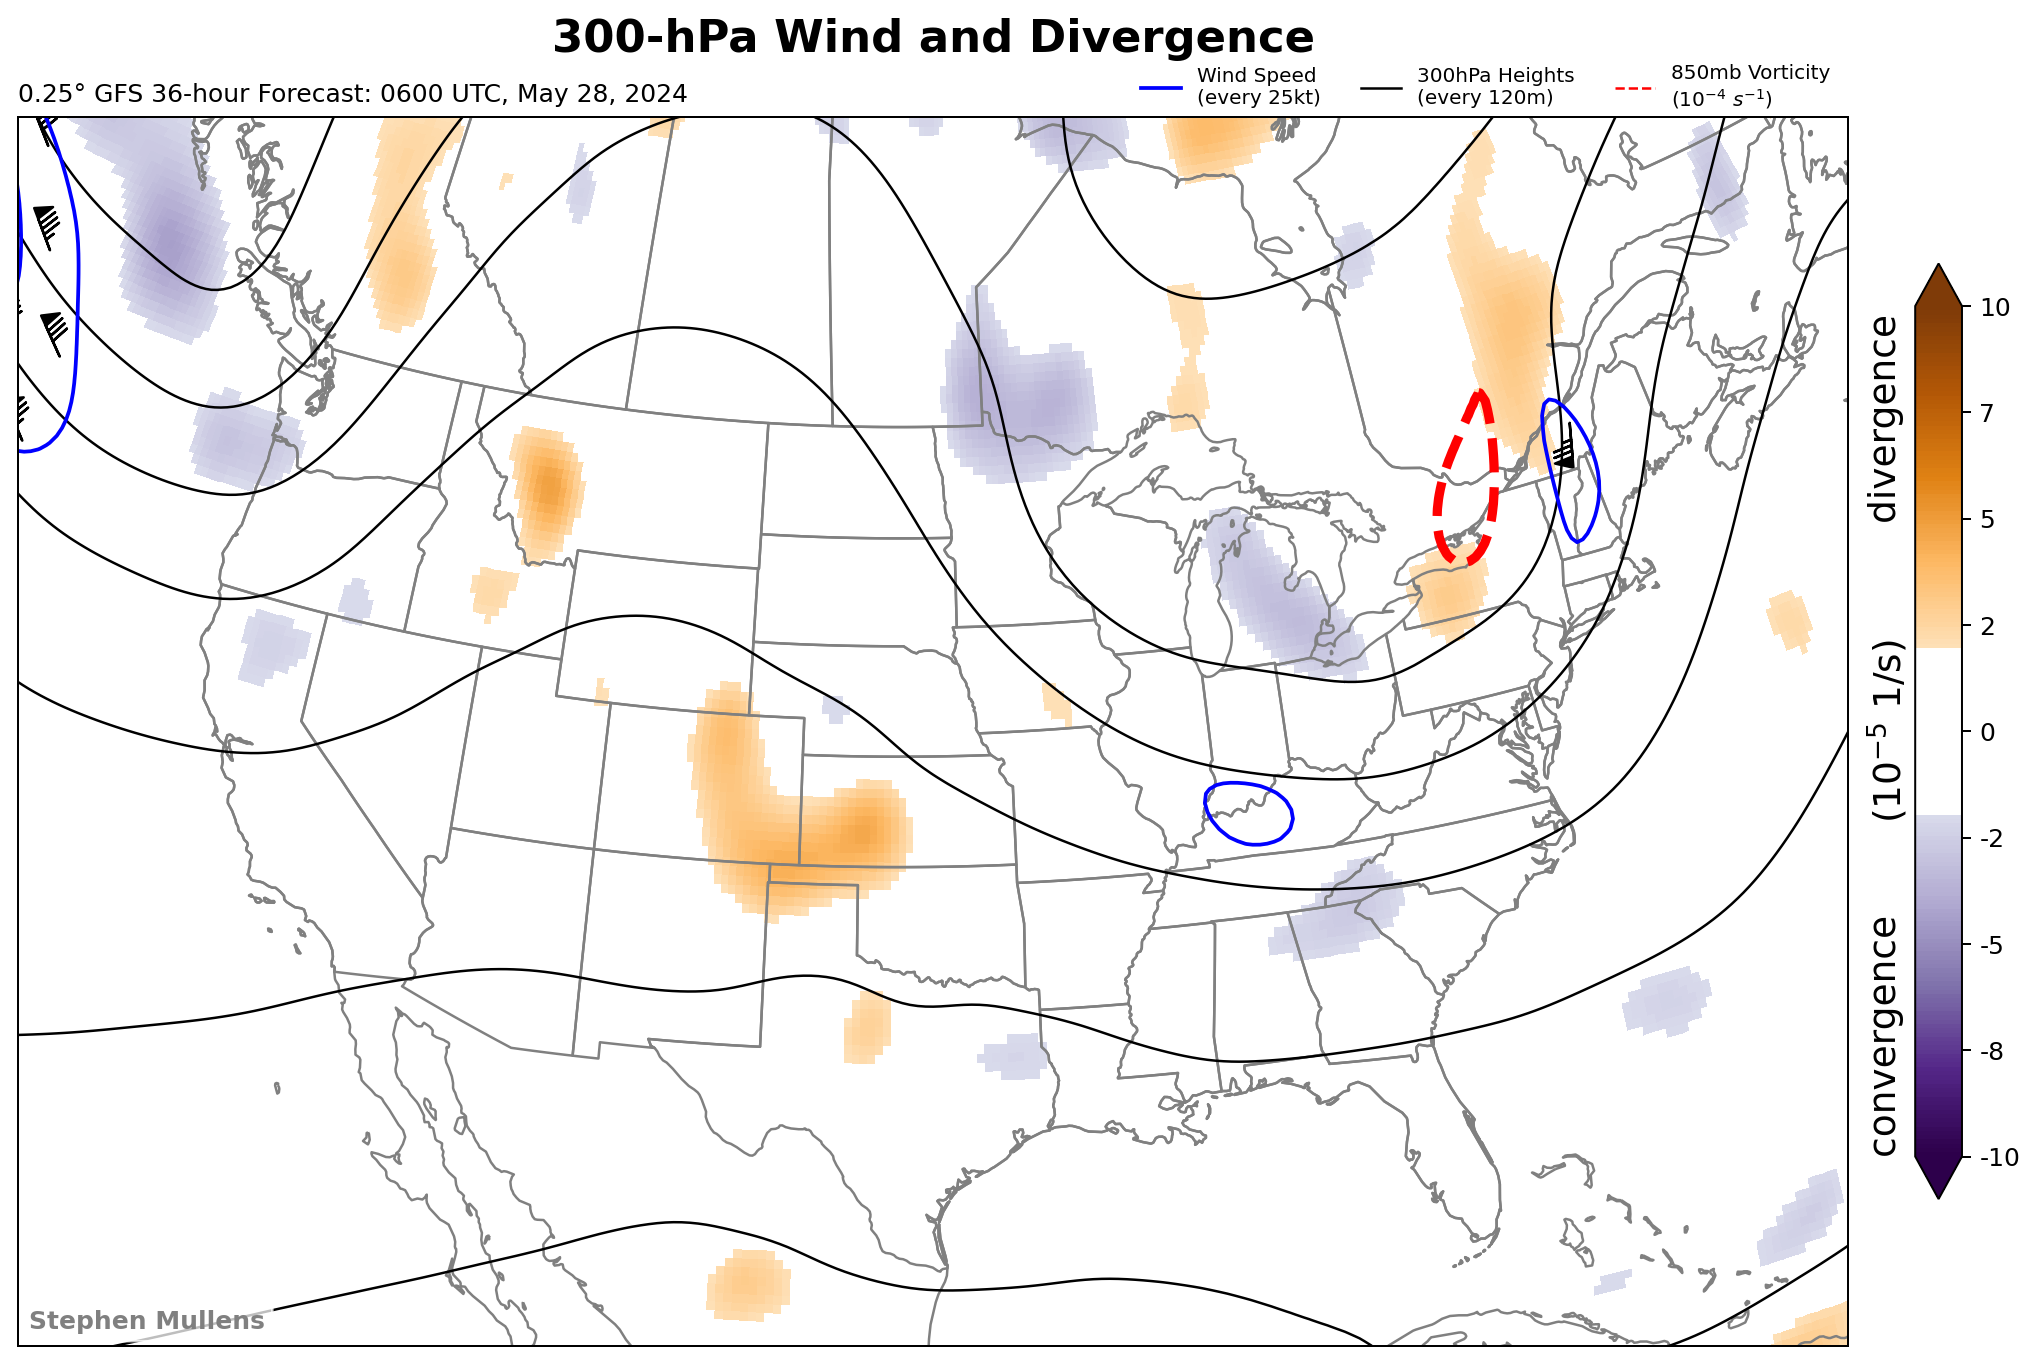 300-hPa Wind and Divergence
0.25° GFS 36-hour Forecast: 0600 UTC, May 28, 2024
Wind Speed
(every 25kt)
300hPa Heights
(every 120m)
850mb Vorticity
(10⁻⁴ s⁻¹)
10
7
5
2
0
-2
-5
-8
-10
convergence (10⁻⁵ 1/s) divergence
Stephen Mullens